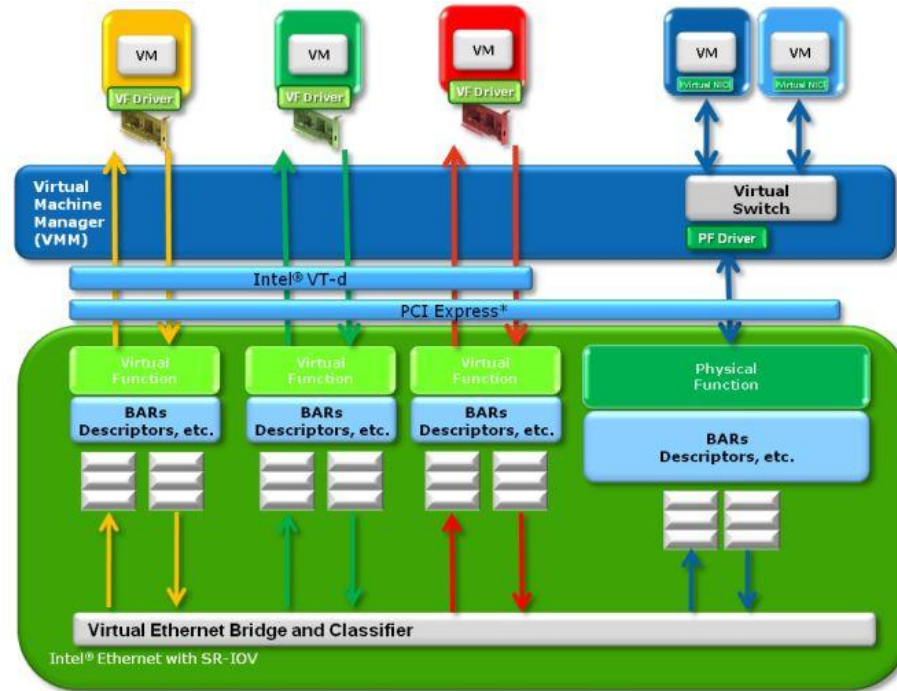 VM
VM
VM
VM
VM
VF Driver
VF Driver
VF Driver
(Virtual NIC)
(Virtual NIC)
Virtual
Machine
Manager
(VMM)
Virtual
Switch
PF Driver
Intel® VT-d
PCI Express*
Virtual
Function
Virtual
Function
Virtual
Function
Physical
Function
BARs
Descriptors, etc.
BARs
Descriptors, etc.
BARs
Descriptors, etc.
BARs
Descriptors, etc.
Virtual Ethernet Bridge and Classifier
Intel® Ethernet with SR-IOV